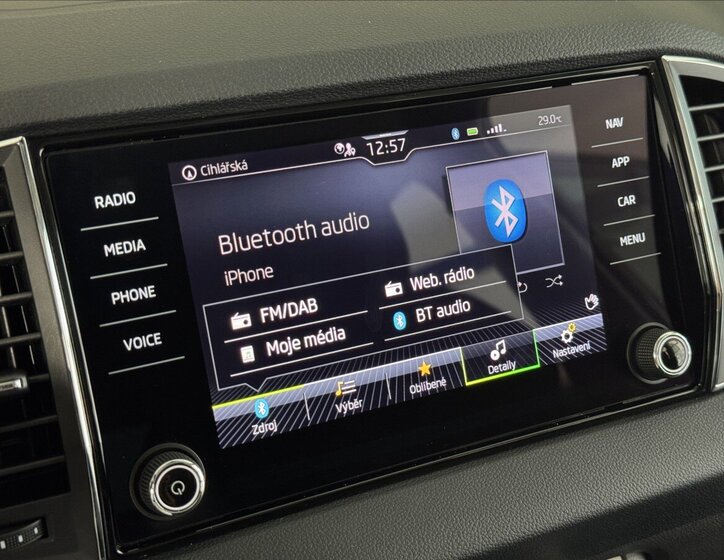 RADIO
MEDIA
PHONE
VOICE
Cihlářská
12:57
29.0°C
Bluetooth audio
iPhone
FM/DAB
Web. rádio
Moje média
BT audio
Zdroj
Výběr
Oblíbené
Detaily
Nastavení
NAV
APP
CAR
MENU